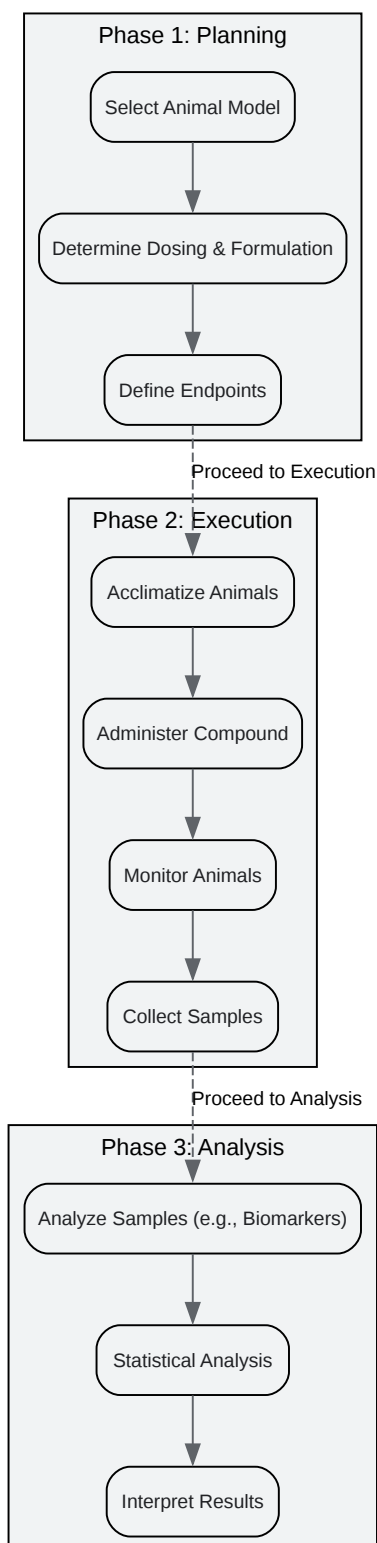 Phase 1: Planning
Select Animal Model
Determine Dosing & Formulation
Define Endpoints
Proceed to Execution
Phase 2: Execution
Acclimatize Animals
Administer Compound
Monitor Animals
Collect Samples
Proceed to Analysis
Phase 3: Analysis
Analyze Samples (e.g., Biomarkers)
Statistical Analysis
Interpret Results